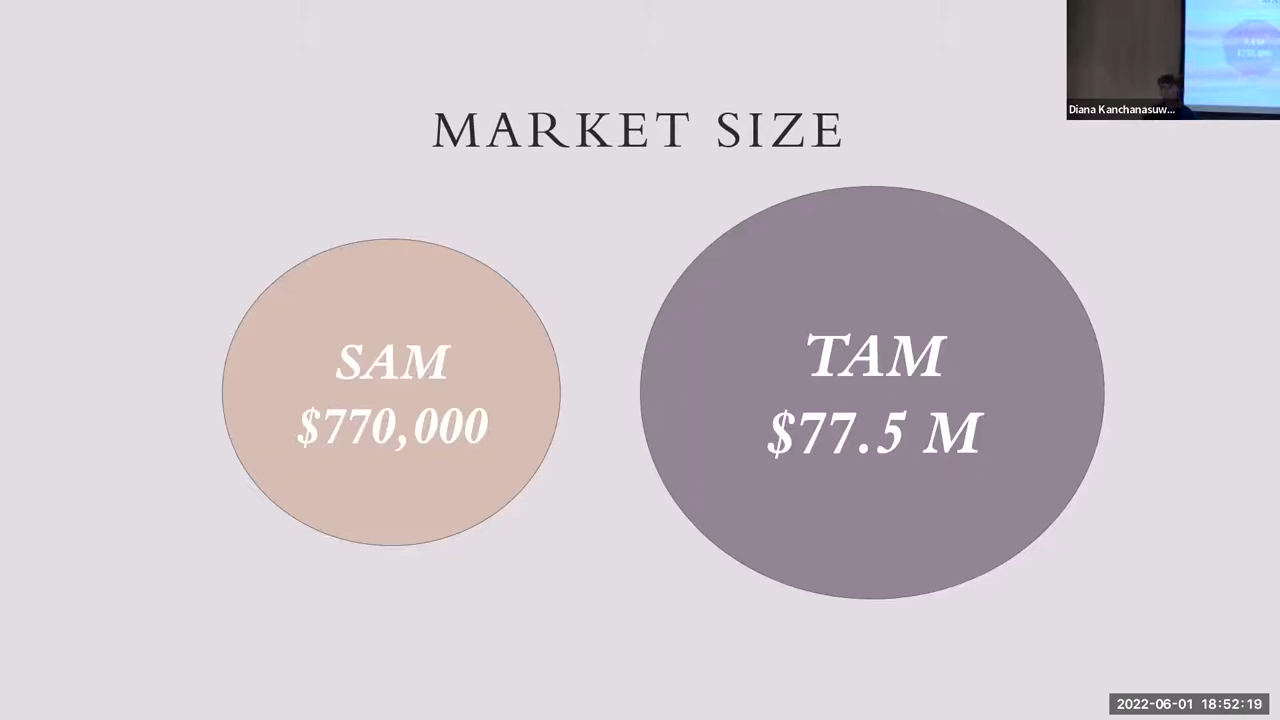 MARKET SIZE
Diana Kanchanasuw...
SAM
$770,000
TAM
$77.5 M
2022-06-01 18:52:19